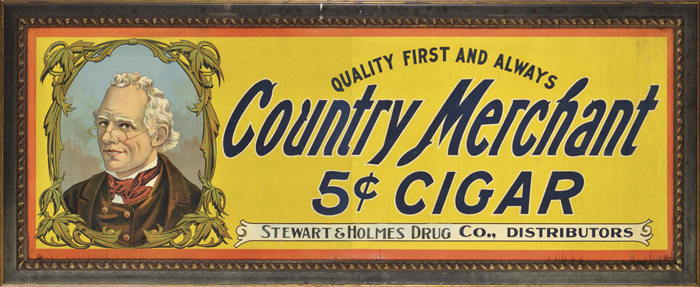 QUALITY FIRST AND ALWAYS
Country Merchant
5¢ CIGAR
STEWART & HOLMES DRUG Co., DISTRIBUTORS